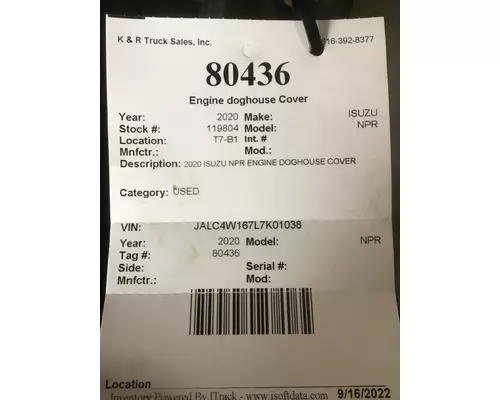 K & R Truck Sales, Inc. 16-392-8377
80436
Engine doghouse Cover
Year: 2020 Make: ISUZU
Stock #: 119804 Model: NPR
Location: T7-B1 Int. #
Mnfctr.: Mod.:
Description: 2020 ISUZU NPR ENGINE DOGHOUSE COVER
Category: USED
VIN: JALC4W167L7K01038
Year: 2020 Model: NPR
Tag #: 80436
Side: Serial #:
Mnfctr.: Mod:
Location
Inventory Powered By ITrack - www.isoftdata.com 9/16/2022